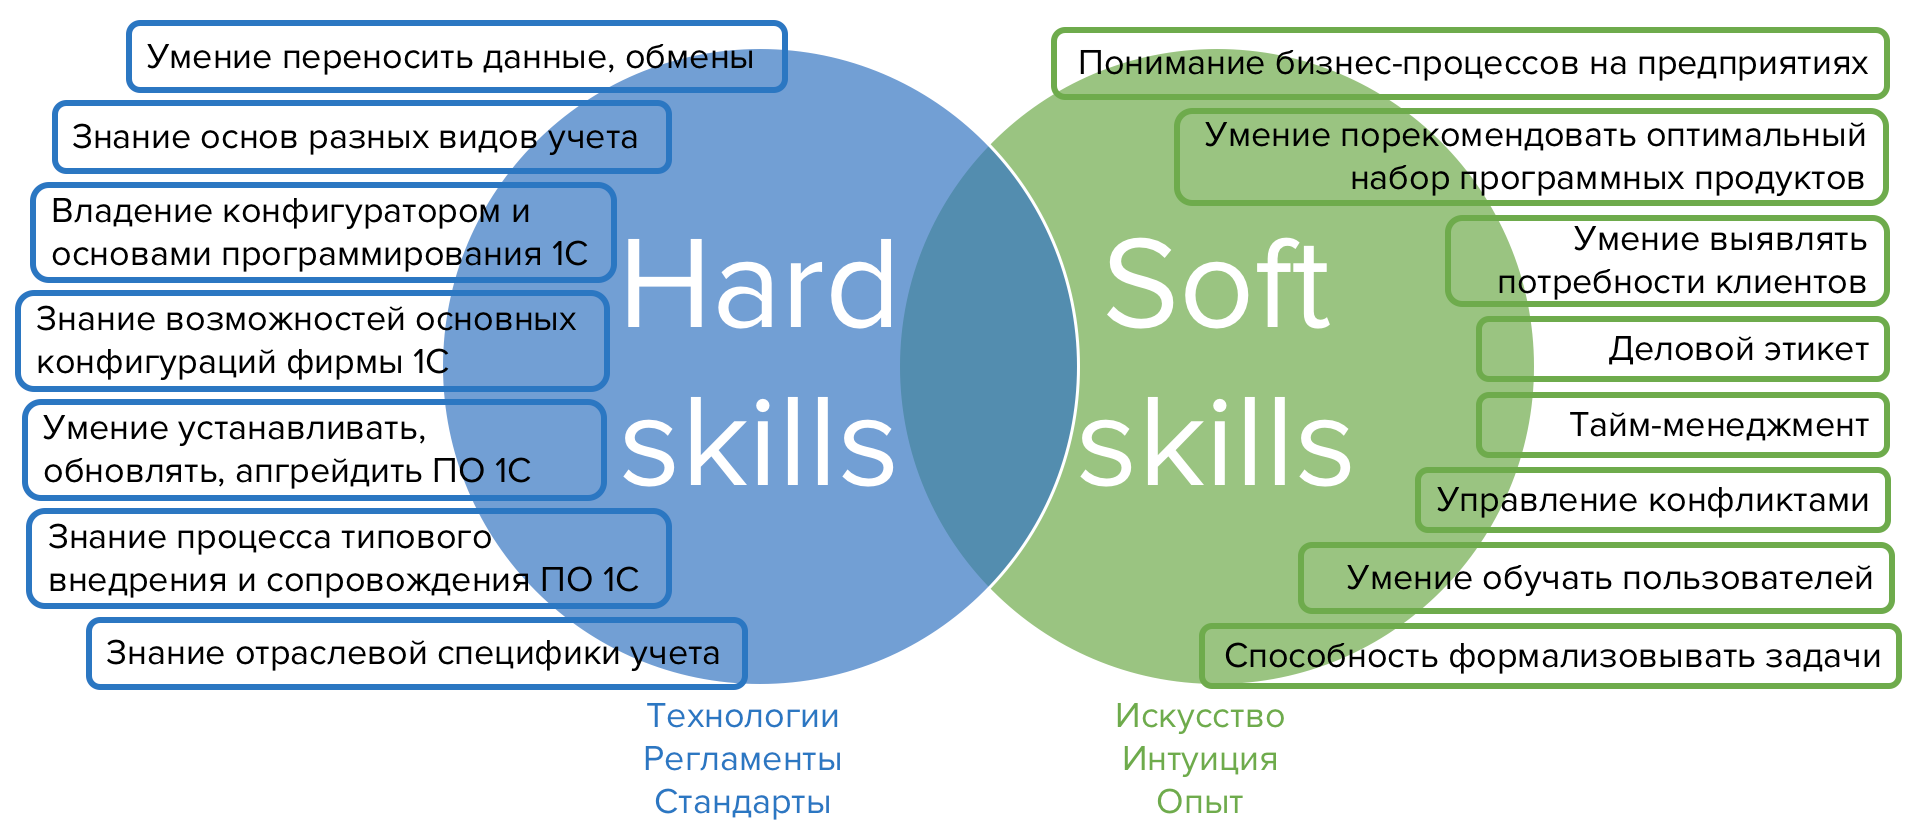 Умение переносить данные, обмены
Знание основ разных видов учета
Владение конфигуратором и
основами программирования 1С
Знание возможностей основных
конфигураций фирмы 1С
Умение устанавливать,
обновлять, апгрейдить ПО 1С
Знание процесса типового
внедрения и сопровождения ПО 1С
Знание отраслевой специфики учета
Hard
skills
Технологии
Регламенты
Стандарты
Soft
skills
Искусство
Интуиция
Опыт
Понимание бизнес-процессов на предприятиях
Умение порекомендовать оптимальный
набор программных продуктов
Умение выявлять
потребности клиентов
Деловой этикет
Тайм-менеджмент
Управление конфликтами
Умение обучать пользователей
Способность формализовывать задачи